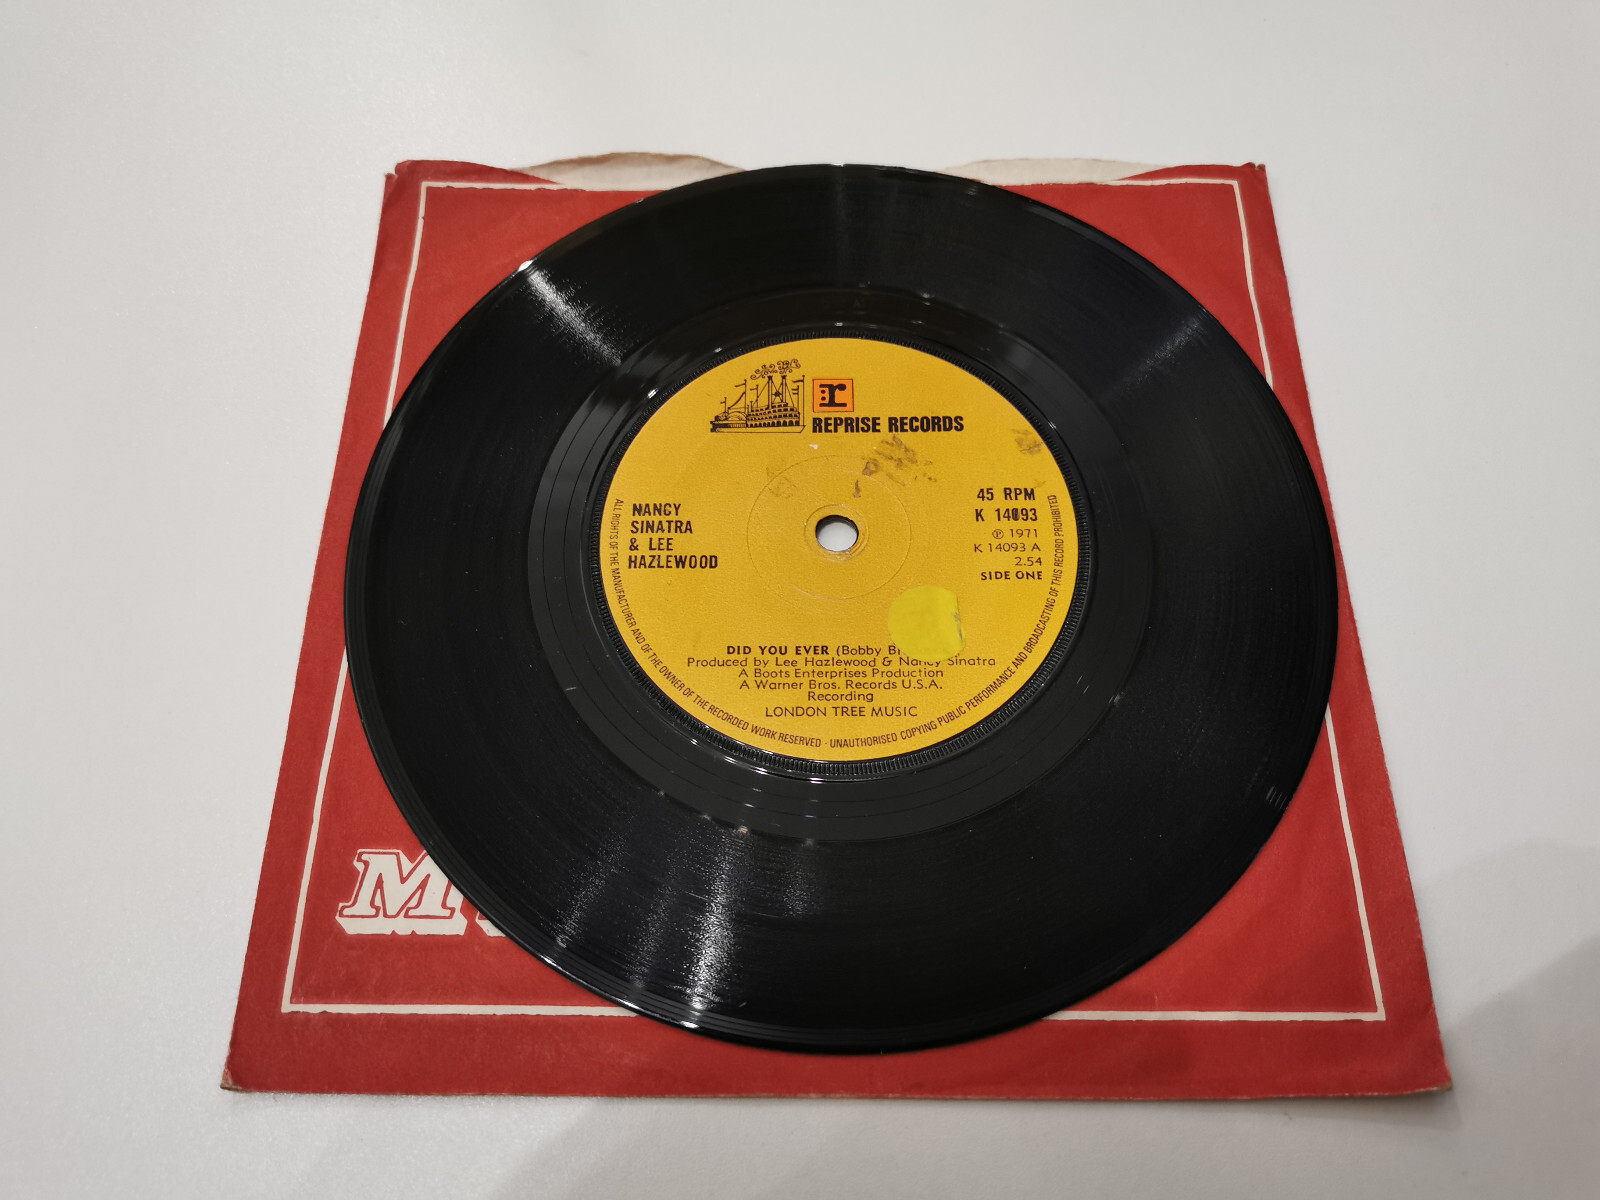 r
REPRISE RECORDS
NANCY
SINATRA
& LEE
HAZLEWOOD
45 RPM
K 14093
℗ 1971
K 14093 A
2.54
SIDE ONE
DID YOU EVER (Bobby
Produced by Lee Hazlewood & Nancy Sinatra
A Boots Enterprises Production
A Warner Bros. Records U.S.A.
Recording
LONDON TREE MUSIC
ALL RIGHTS OF THE MANUFACTURER AND OF THE OWNER OF THE RECORDED WORK RESERVED · UNAUTHORISED COPYING PUBLIC PERFORMANCE AND BROADCASTING OF THIS RECORD PROHIBITED